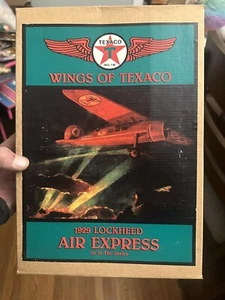 TEXACO
WINGS OF TEXACO
1929 LOCKHEED
AIR EXPRESS